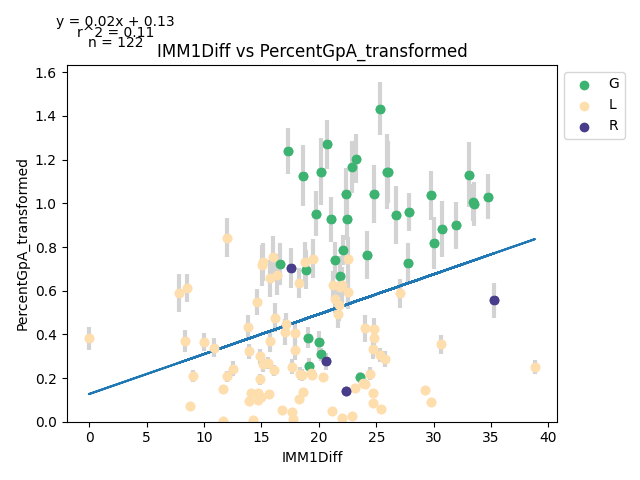 y = 0.02x + 0.13
r^2 = 0.11
n = 122
IMM1Diff vs PercentGpA_transformed
G
L
R
PercentGpA_transformed
1.6
1.4
1.2
1.0
0.8
0.6
0.4
0.2
0.0
0
5
10
15
20
25
30
35
40
IMM1Diff